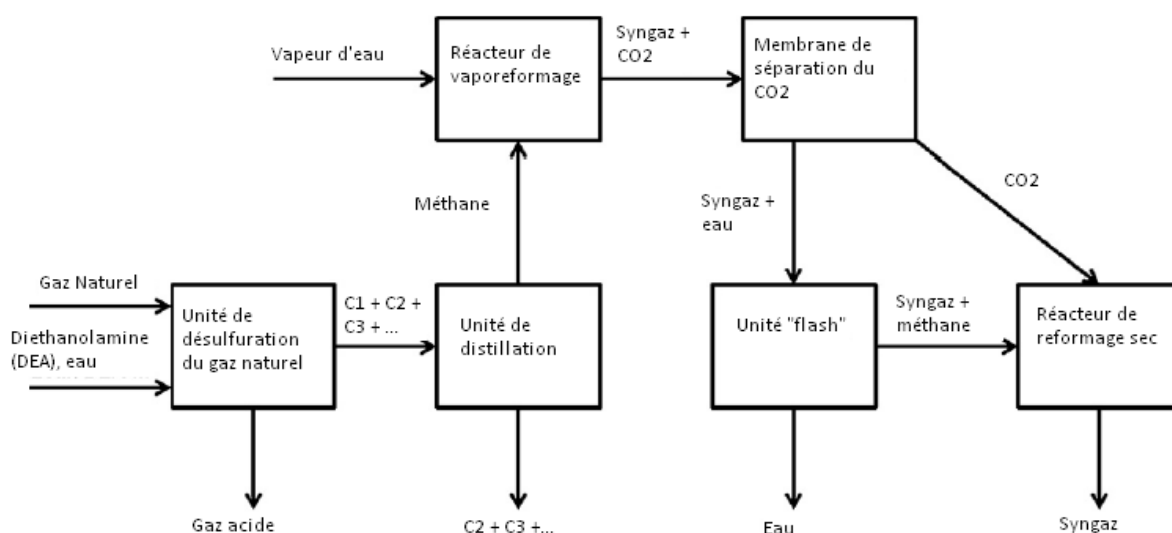 Vapeur d'eau
Réacteur de
vaporeformage
Syngaz +
CO2
Membrane de
séparation du
CO2
Méthane
Syngaz +
eau
CO2
Gaz Naturel
Diethanolamine
(DEA), eau
Unité de
désulfuration
du gaz naturel
C1 + C2 +
C3 + ...
Unité de
distillation
Unité "flash"
Syngaz +
méthane
Réacteur de
reformage sec
Gaz acide
C2 + C3 +...
Eau
Syngaz